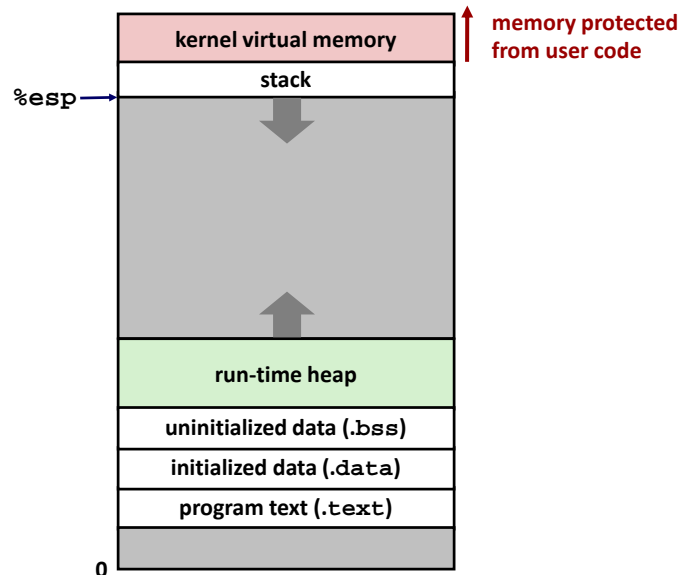 kernel virtual memory
memory protected
from user code
stack
%esp
run-time heap
uninitialized data (.bss)
initialized data (.data)
program text (.text)
0